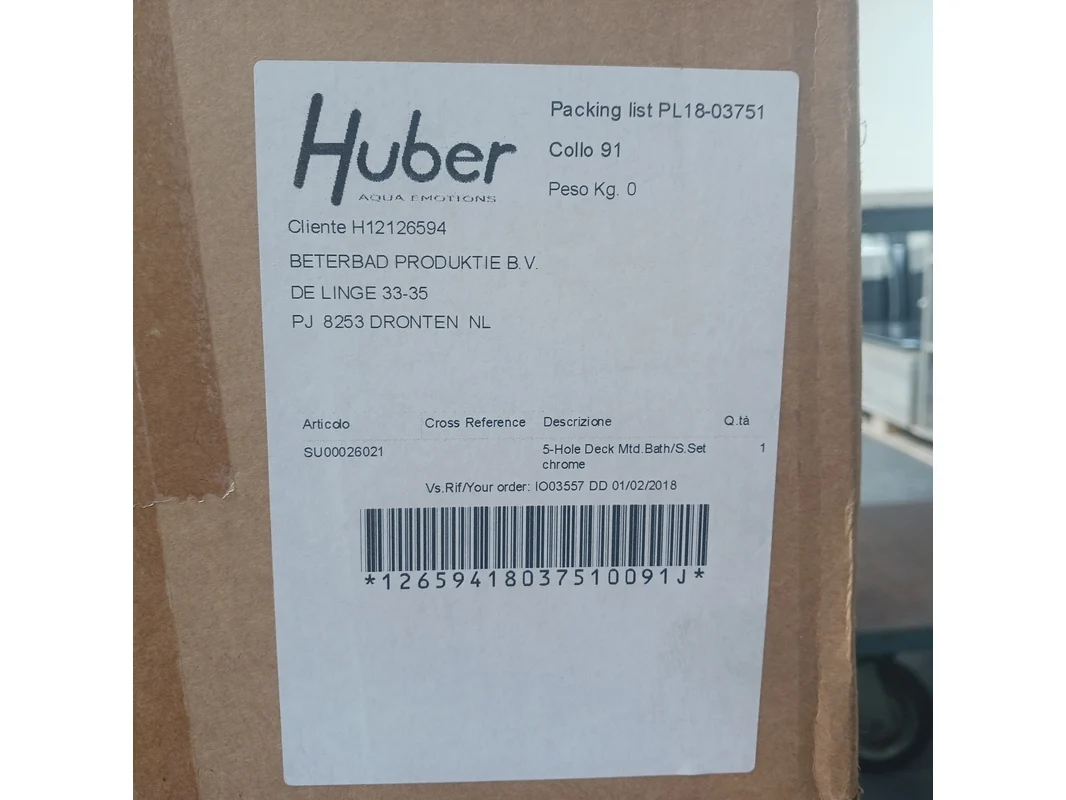 Huber
AQUA EMOTIONS
Packing list PL18-03751
Collo 91
Peso Kg. 0
Cliente H12126594
BETERBAD PRODUKTIE B.V.
DE LINGE 33-35
PJ 8253 DRONTEN NL
Articolo Cross Reference Descrizione Q.tà
SU00026021 5-Hole Deck Mtd.Bath/S.Set 1
chrome
Vs.Rif/Your order: IO03557 DD 01/02/2018
*12659418037510091J*